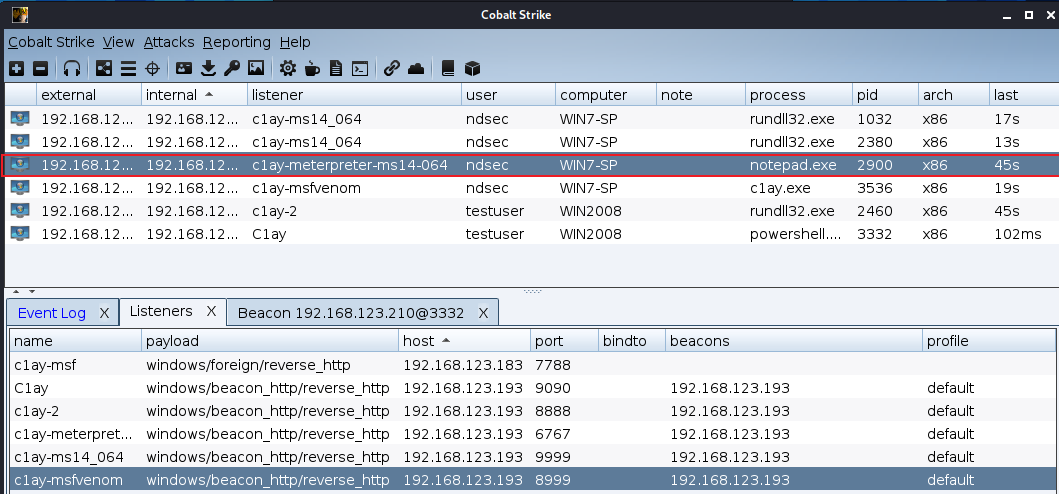 Cobalt Strike
Cobalt Strike View Attacks Reporting Help
external internal listener user computer note process pid arch last
192.168.12... 192.168.12... c1ay-ms14_064 ndsec WIN7-SP rundll32.exe 1032 x86 17s
192.168.12... 192.168.12... c1ay-ms14_064 ndsec WIN7-SP rundll32.exe 2380 x86 13s
192.168.12... 192.168.12... c1ay-meterpreter-ms14-064 ndsec WIN7-SP notepad.exe 2900 x86 45s
192.168.12... 192.168.12... c1ay-msfvenom ndsec WIN7-SP c1ay.exe 3536 x86 19s
192.168.12... 192.168.12... c1ay-2 testuser WIN2008 rundll32.exe 2460 x86 45s
192.168.12... 192.168.12... C1ay testuser WIN2008 powershell.... 3332 x86 102ms
Event Log X Listeners X Beacon 192.168.123.210@3332 X
name payload host port bindto beacons profile
c1ay-msf windows/foreign/reverse_http 192.168.123.183 7788
C1ay windows/beacon_http/reverse_http 192.168.123.193 9090 192.168.123.193 default
c1ay-2 windows/beacon_http/reverse_http 192.168.123.193 8888 192.168.123.193 default
c1ay-meterpret... windows/beacon_http/reverse_http 192.168.123.193 6767 192.168.123.193 default
c1ay-ms14_064 windows/beacon_http/reverse_http 192.168.123.193 9999 192.168.123.193 default
c1ay-msfvenom windows/beacon_http/reverse_http 192.168.123.193 8999 192.168.123.193 default